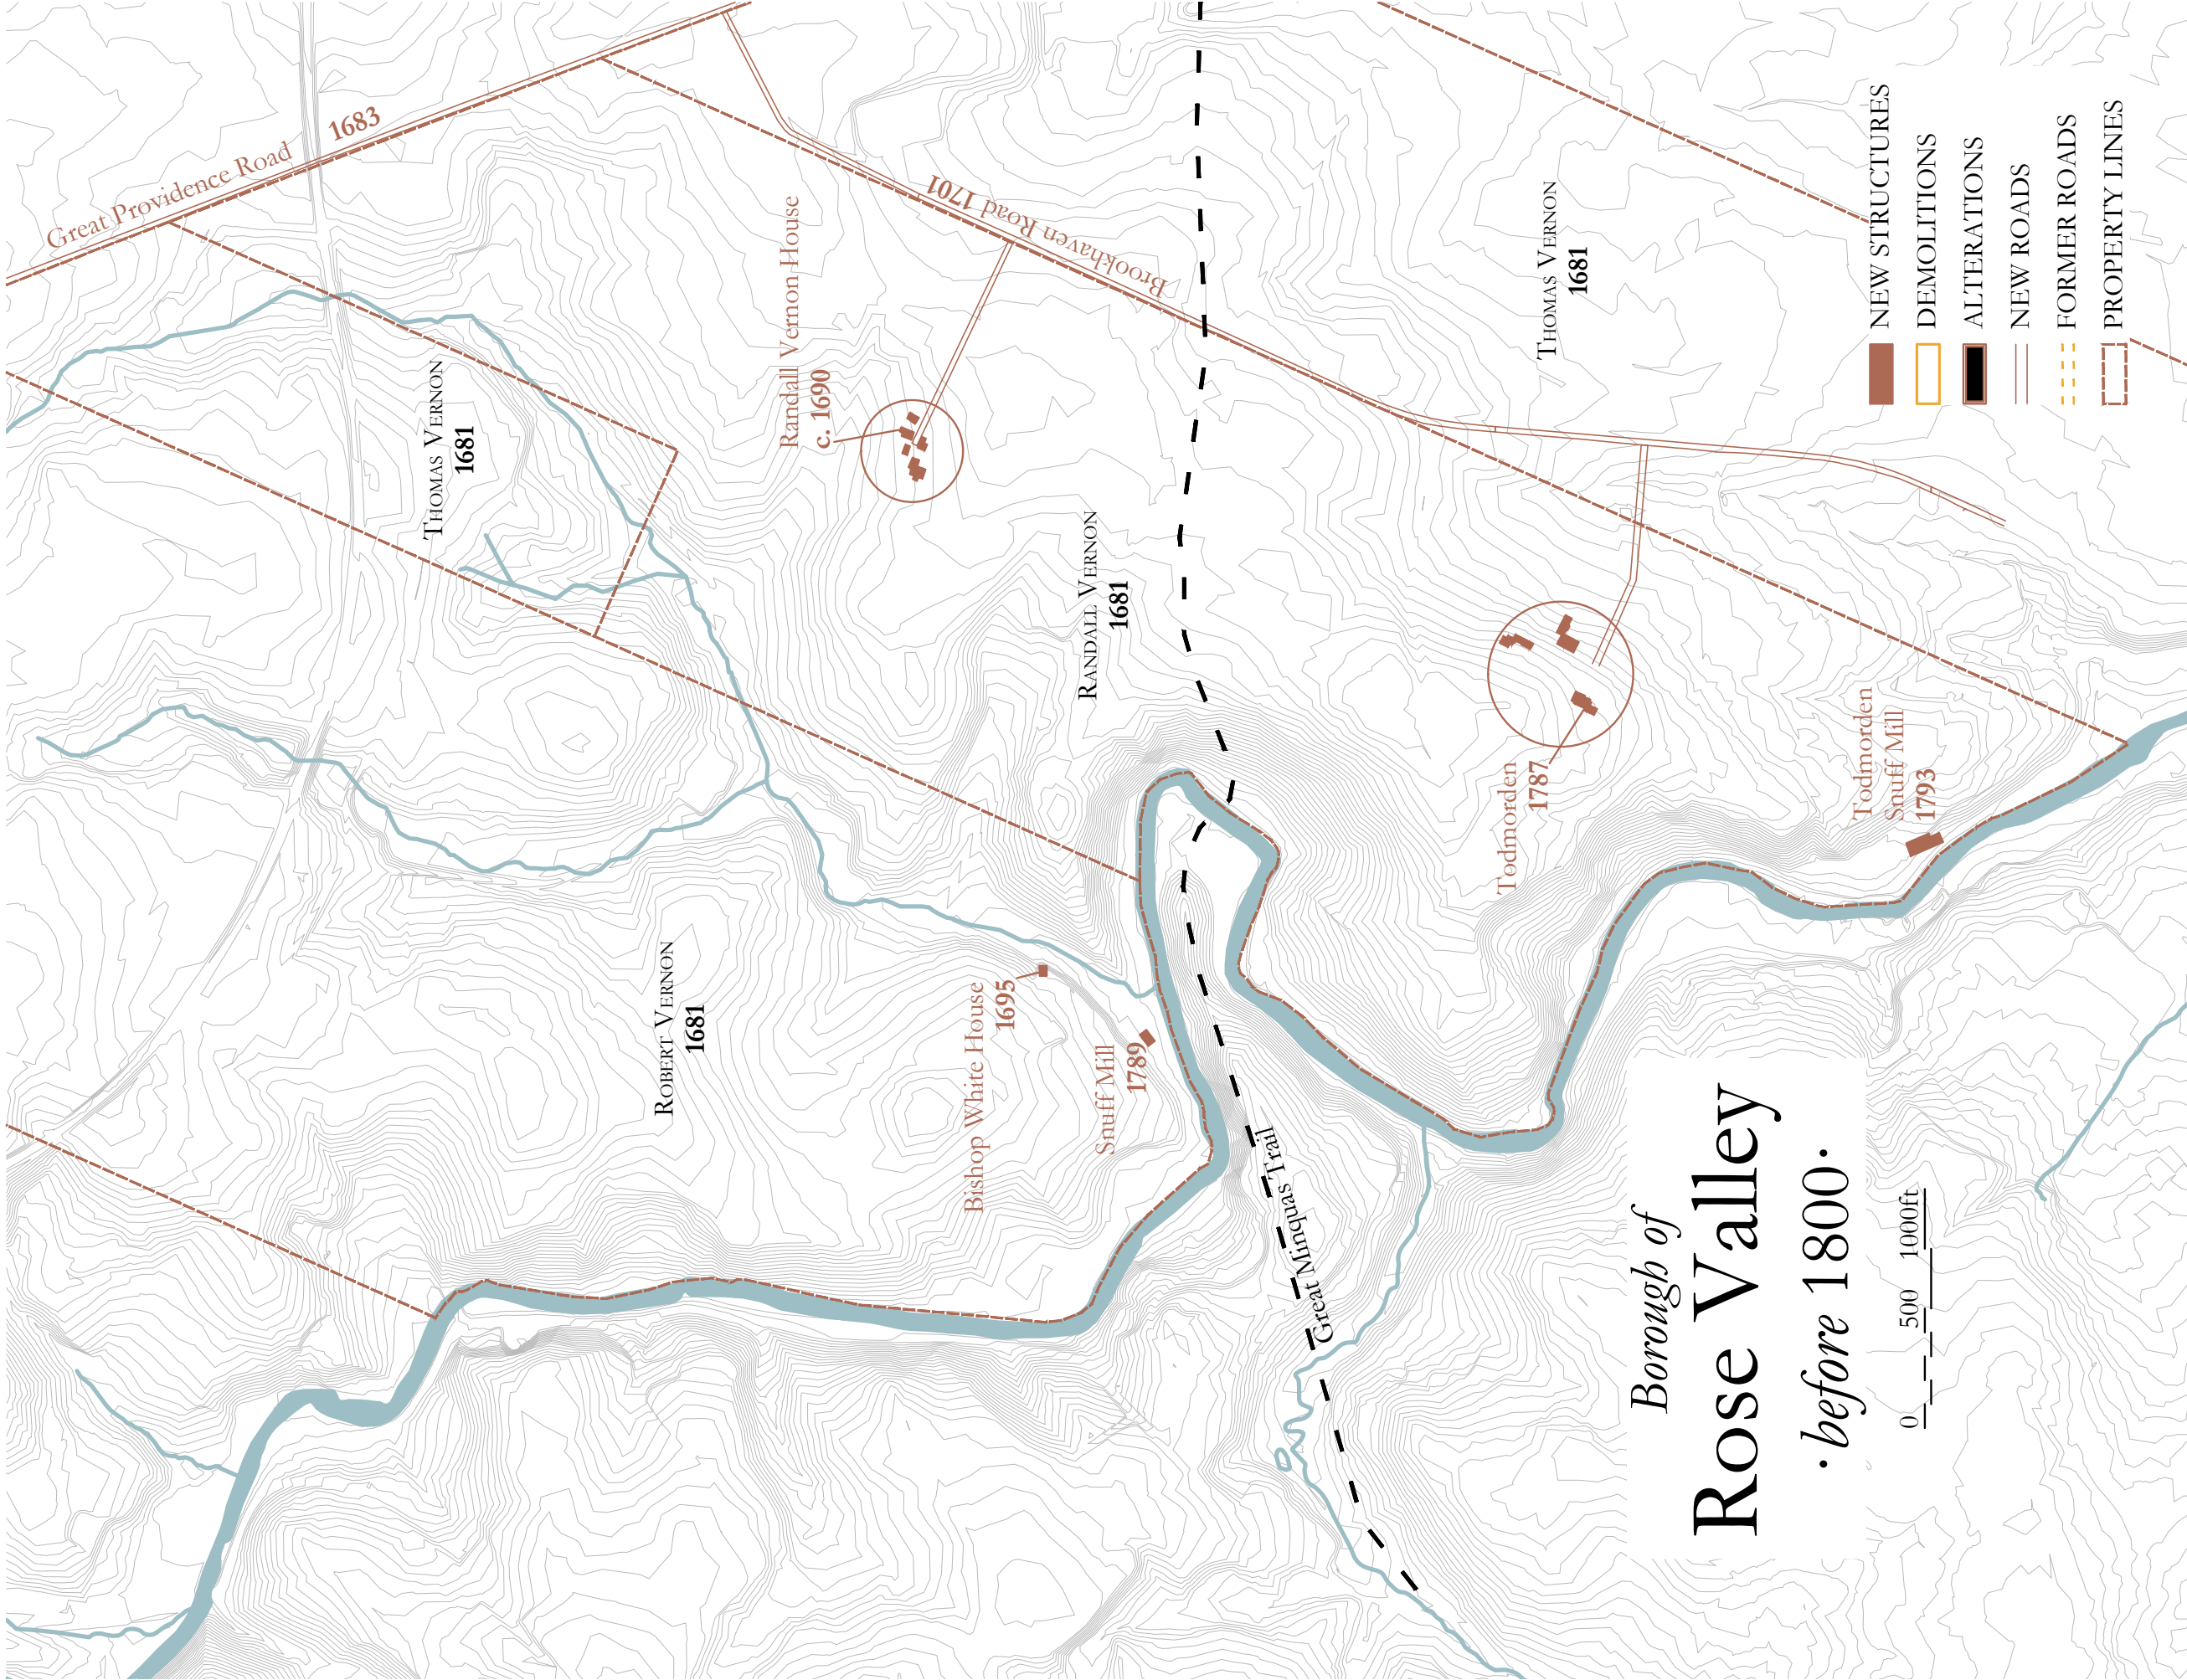 Great Providence Road 1683
THOMAS VERNON
1681
Randall Vernon House
c. 1690
Brookhaven Road 1701
RANDALL VERNON
1681
THOMAS VERNON
1681
ROBERT VERNON
1681
Bishop White House
1695
Snuff Mill
1789
Great Minquas Trail
Todmorden
1787
Todmorden
Snuff Mill
1793
Borough of
Rose Valley
·before 1800·
0 500 1000ft
NEW STRUCTURES
DEMOLITIONS
ALTERATIONS
NEW ROADS
FORMER ROADS
PROPERTY LINES